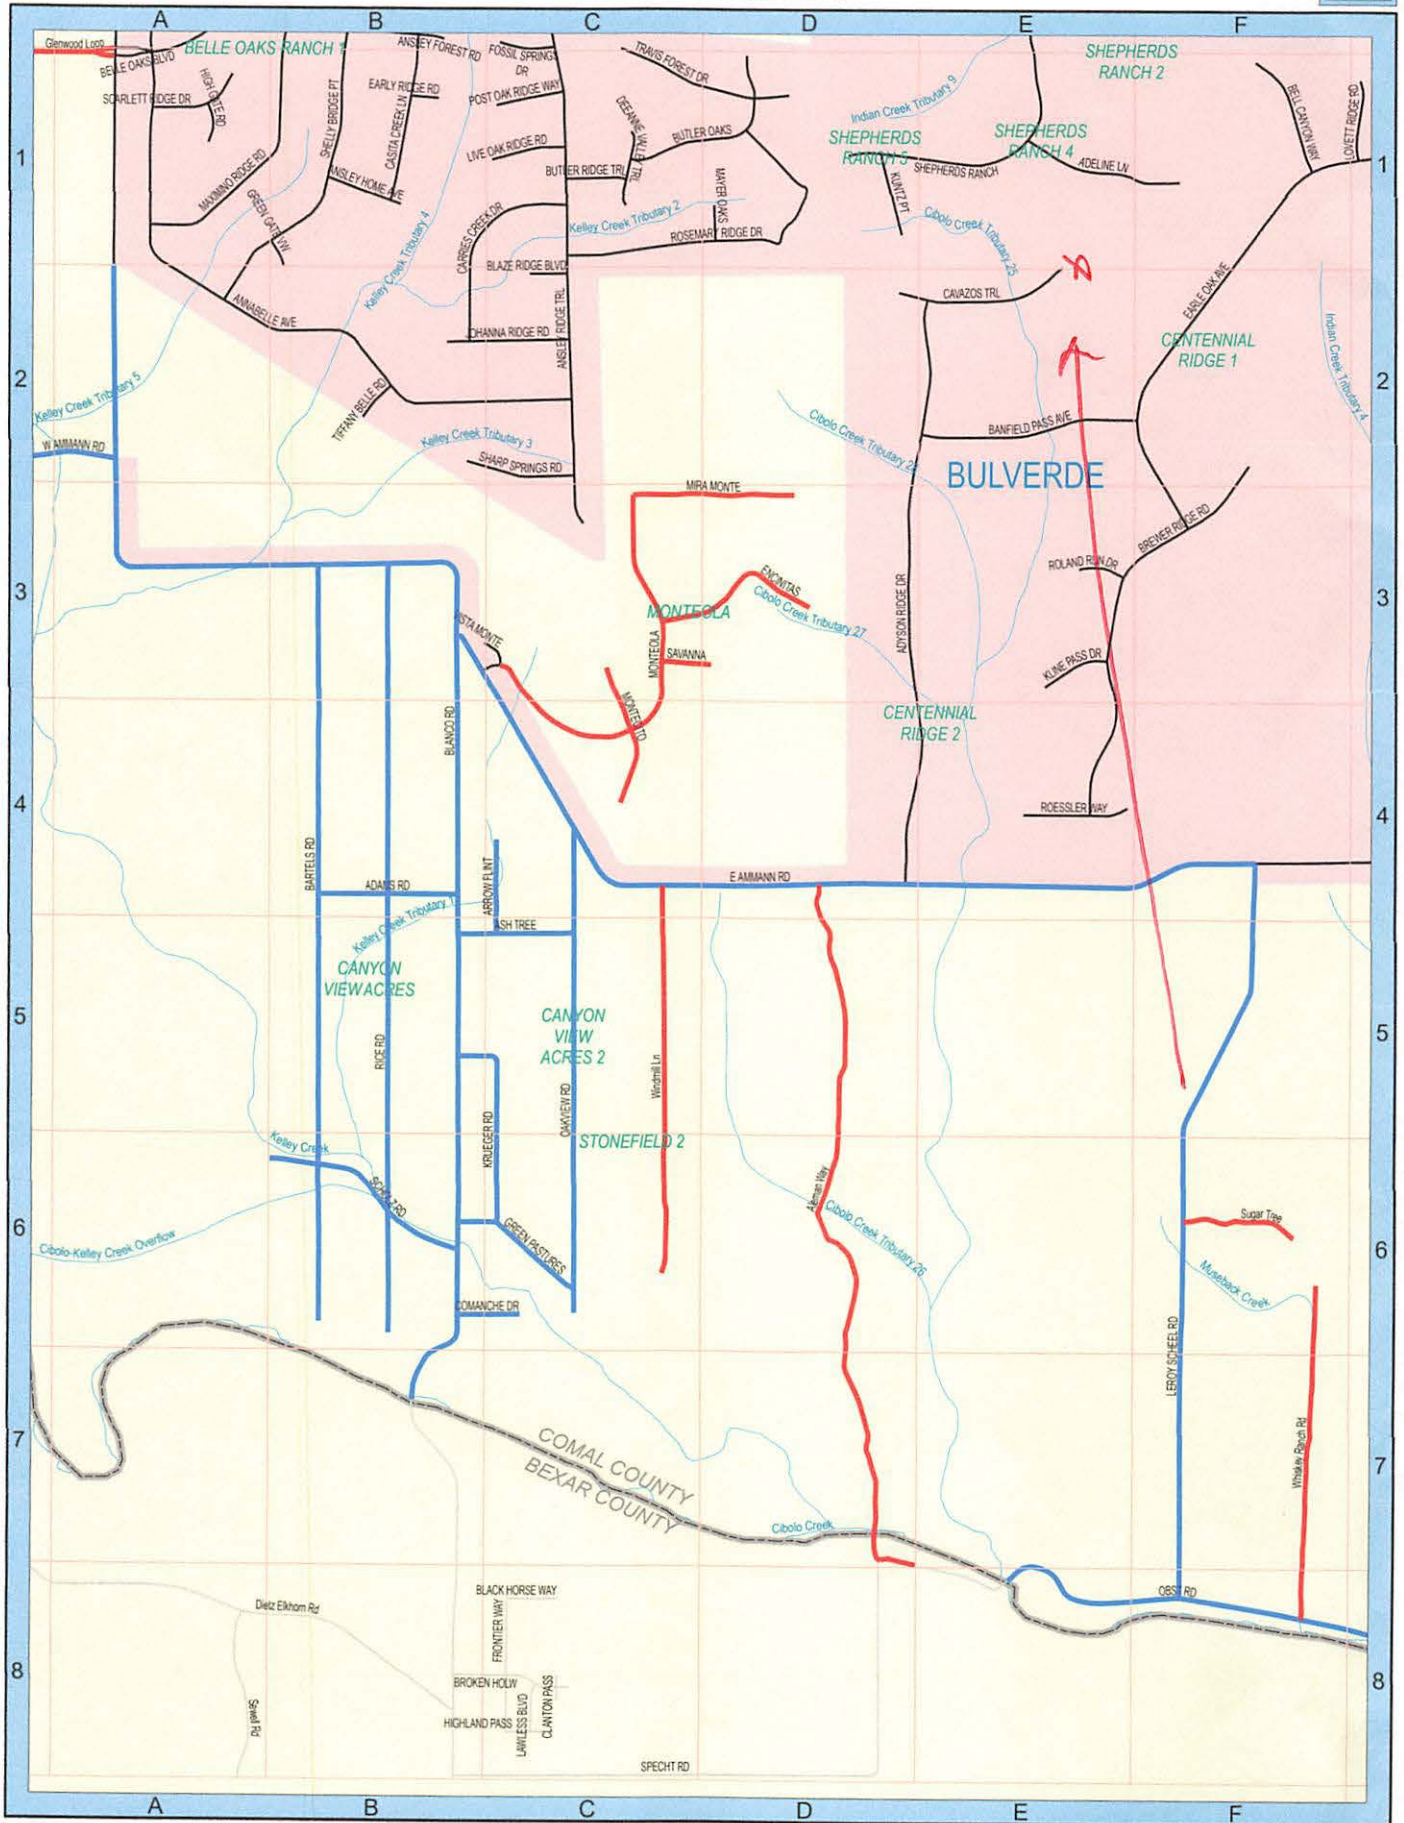 A B C D E F
Glenwood Loop
BELLE OAKS BLVD
BELLE OAKS RANCH 1
ANSLEY FOREST RD
FOSSIL SPRINGS
DR
TRAVIS FOREST DR
SHEPHERDS
RANCH 2
SCARLETT RIDGE DR
HIGH GATE RD
SHELLY BRIDGE PT
EARLY RIDGE RD
CASITA CREEK LN
POST OAK RIDGE WAY
DEEANNE VALLEY TRL
Indian Creek Tributary 9
BELL CANYON WAY
LOVETT RIDGE RD
1
LIVE OAK RIDGE RD
BUTLER OAKS
SHEPHERDS
RANCH 5
SHEPHERDS
RANCH 4
SHEPHERDS RANCH
ADELINE LN
1
MAXIMINO RIDGE RD
ANSLEY HOME AVE
BUTLER RIDGE TRL
MAYER OAKS
KUNTZ PT
GREEN GATE VW
Kelley Creek Tributary 4
CARRIES CREEK DR
Kelley Creek Tributary 2
ROSEMARY RIDGE DR
Cibolo Creek Tributary 25
BLAZE RIDGE BLVD
CAVAZOS TRL
EARLE OAK AVE
ANNABELLE AVE
JOHANNA RIDGE RD
ANSLEY RIDGE TRL
CENTENNIAL
RIDGE 1
Indian Creek Tributary 4
2
Kelley Creek Tributary 5
TIFFANY BELLE RD
2
W AMMANN RD
Kelley Creek Tributary 3
SHARP SPRINGS RD
Cibolo Creek Tributary
BANFIELD PASS AVE
BULVERDE
MIRA MONTE
BREWER RIDGE RD
3
ENCINITAS
ROLAND RUN DR
3
VISTA MONTE
MONTEOLA
Cibolo Creek Tributary 27
ADYSON RIDGE DR
MONTEOLA
SAVANNA
KLINE PASS DR
BLANCO RD
MONTECITO
CENTENNIAL
RIDGE 2
4
ROESSLER WAY
4
BARTELS RD
ADAMS RD
ARROW FLINT
E AMMANN RD
Kelley Creek Tributary 1
ASH TREE
CANYON
VIEW ACRES
5
CANYON
VIEW
ACRES 2
5
RICE RD
KRUEGER RD
OAKVIEW RD
Windmill Ln
Kelley Creek
STONEFIELD 2
SCHOLZ RD
Aleman Way
6
GREEN PASTURES
Cibolo Creek Tributary 26
Sugar Tree
6
Cibolo-Kelley Creek Overflow
Museback Creek
COMANCHE DR
LEROY SCHEEL RD
7
COMAL COUNTY
BEXAR COUNTY
Whiskey Ranch Rd
7
Cibolo Creek
BLACK HORSE WAY
OBST RD
Dietz Elkhorn Rd
FRONTIER WAY
8
BROKEN HOLW
CLANTON PASS
8
Sewell Rd
HIGHLAND PASS
LAWLESS BLVD
SPECHT RD
A B C D E F